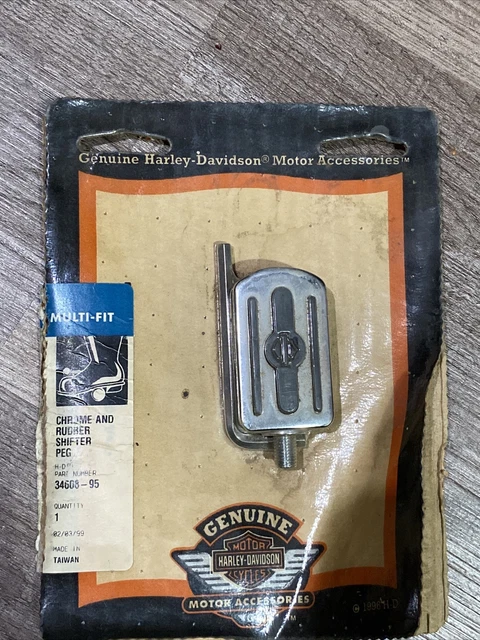 Genuine Harley-Davidson® Motor Accessories™
MULTI-FIT
CHROME AND
RUBBER
SHIFTER
PEG
H-D®
PART NUMBER
34608-95
QUANTITY
1
02/03/99
MADE IN
TAIWAN
GENUINE
MOTOR
HARLEY-DAVIDSON
CYCLES
MOTOR ACCESSORIES
© 1996 H-D